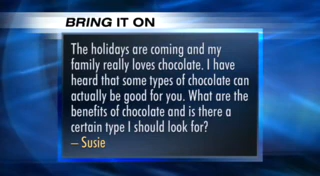 BRING IT ON
The holidays are coming and my
family really loves chocolate. I have
heard that some types of chocolate can
actually be good for you. What are the
benefits of chocolate and is there a
certain type I should look for?
– Susie